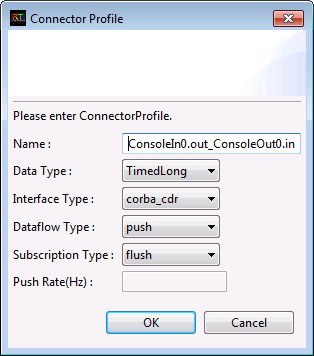 Connector Profile
Please enter ConnectorProfile.
Name : ConsoleIn0.out_ConsoleOut0.in
Data Type : TimedLong
Interface Type : corba_cdr
Dataflow Type : push
Subscription Type : flush
Push Rate(Hz) :
OK Cancel